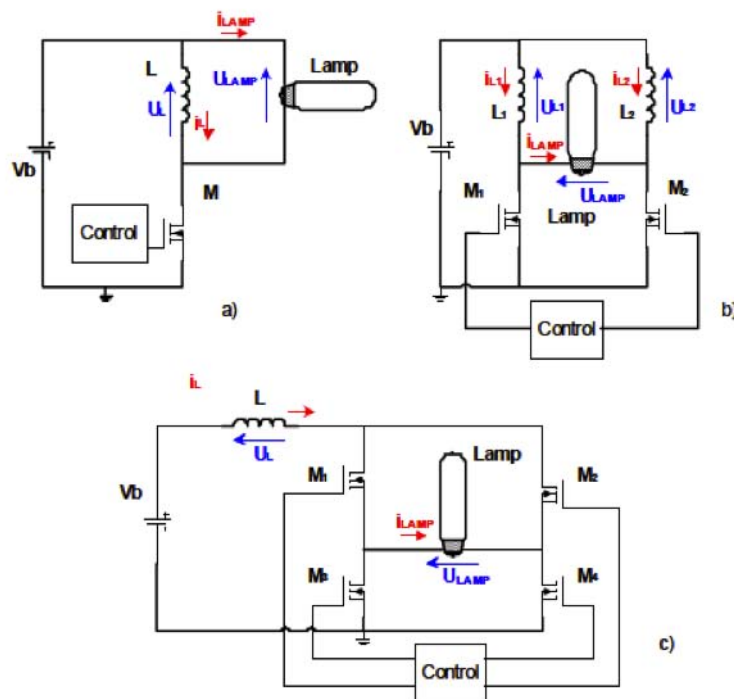 iLAMP
L
ULAMP
Lamp
UL
iL
Vb
M
Control
a)
iL1
UL1
iL2
UL2
L1
L2
Vb
iLAMP
M1
ULAMP
M2
Lamp
Control
b)
iL
L
UL
M1
Lamp
M2
Vb
iLAMP
M3
ULAMP
M4
Control
c)